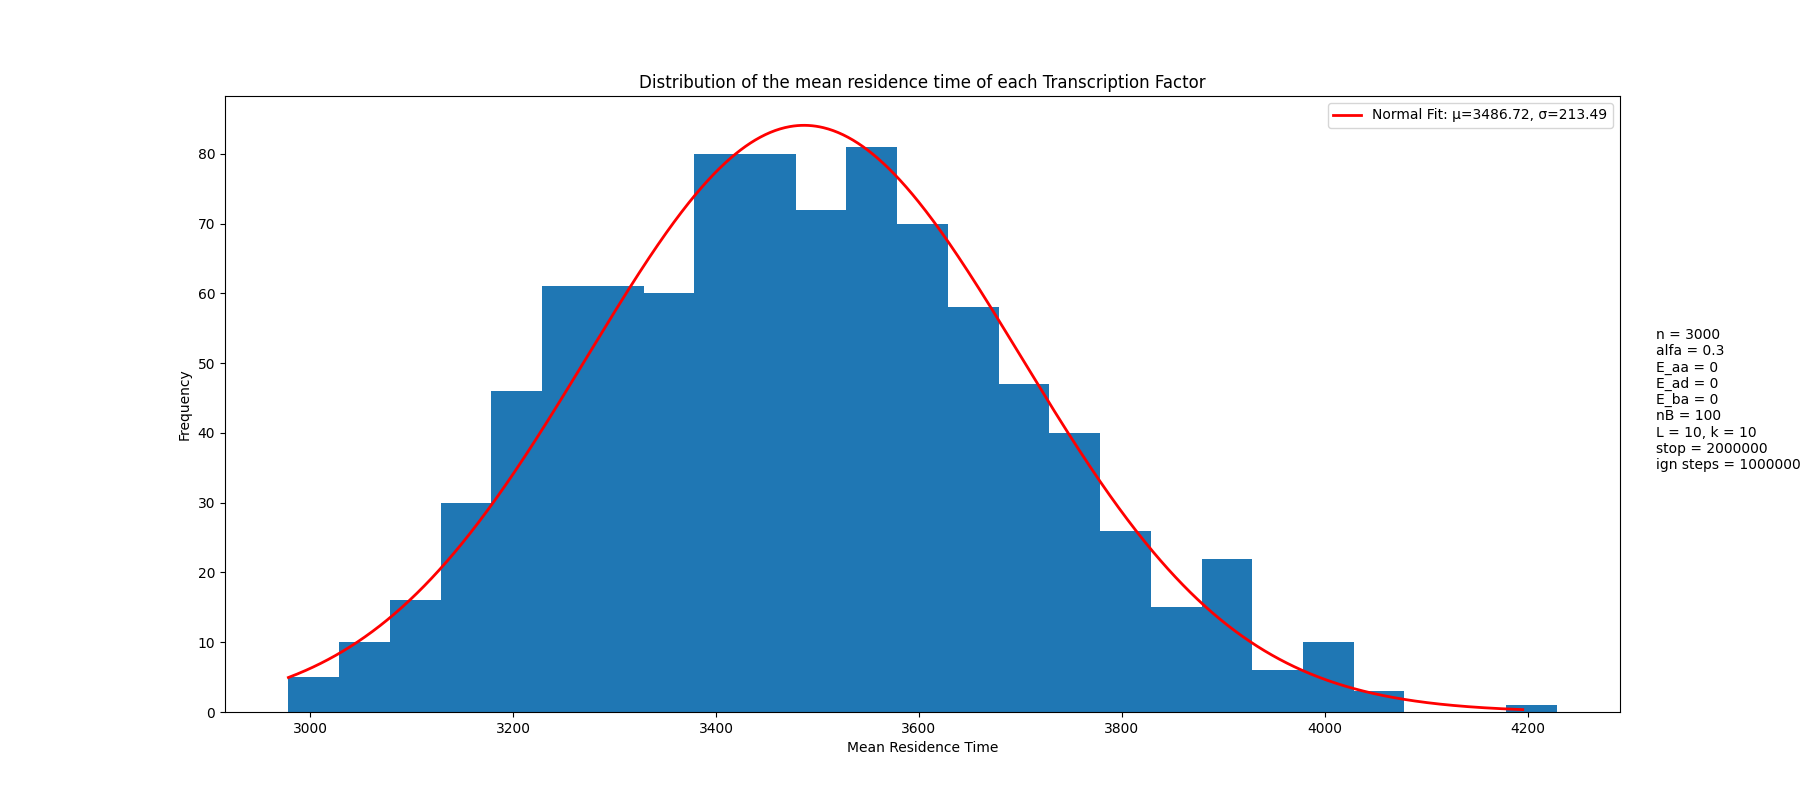 Distribution of the mean residence time of each Transcription Factor
Normal Fit: μ=3486.72, σ=213.49
80
70
60
50
40
30
20
10
0
Frequency
3000 3200 3400 3600 3800 4000 4200
Mean Residence Time
n = 3000
alfa = 0.3
E_aa = 0
E_ad = 0
E_ba = 0
nB = 100
L = 10, k = 10
stop = 2000000
ign steps = 1000000